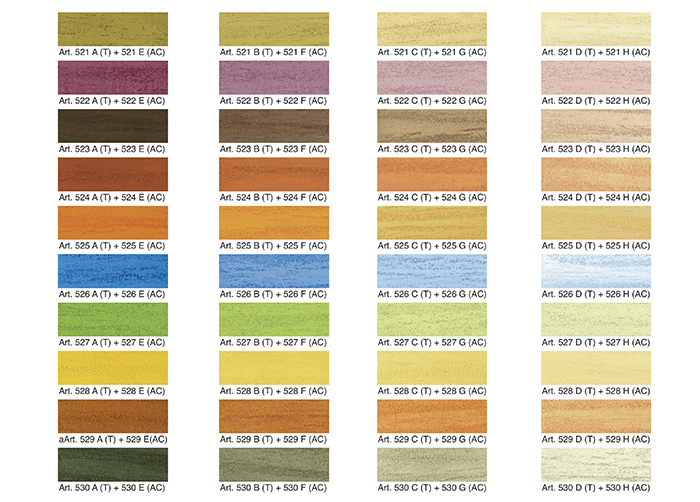 Art. 521 A (T) + 521 E (AC)
Art. 521 B (T) + 521 F (AC)
Art. 521 C (T) + 521 G (AC)
Art. 521 D (T) + 521 H (AC)
Art. 522 A (T) + 522 E (AC)
Art. 522 B (T) + 522 F (AC)
Art. 522 C (T) + 522 G (AC)
Art. 522 D (T) + 522 H (AC)
Art. 523 A (T) + 523 E (AC)
Art. 523 B (T) + 523 F (AC)
Art. 523 C (T) + 523 G (AC)
Art. 523 D (T) + 523 H (AC)
Art. 524 A (T) + 524 E (AC)
Art. 524 B (T) + 524 F (AC)
Art. 524 C (T) + 524 G (AC)
Art. 524 D (T) + 524 H (AC)
Art. 525 A (T) + 525 E (AC)
Art. 525 B (T) + 525 F (AC)
Art. 525 C (T) + 525 G (AC)
Art. 525 D (T) + 525 H (AC)
Art. 526 A (T) + 526 E (AC)
Art. 526 B (T) + 526 F (AC)
Art. 526 C (T) + 526 G (AC)
Art. 526 D (T) + 526 H (AC)
Art. 527 A (T) + 527 E (AC)
Art. 527 B (T) + 527 F (AC)
Art. 527 C (T) + 527 G (AC)
Art. 527 D (T) + 527 H (AC)
Art. 528 A (T) + 528 E (AC)
Art. 528 B (T) + 528 F (AC)
Art. 528 C (T) + 528 G (AC)
Art. 528 D (T) + 528 H (AC)
aArt. 529 A (T) + 529 E(AC)
Art. 529 B (T) + 529 F (AC)
Art. 529 C (T) + 529 G (AC)
Art. 529 D (T) + 529 H (AC)
Art. 530 A (T) + 530 E (AC)
Art. 530 B (T) + 530 F (AC)
Art. 530 C (T) + 530 G (AC)
Art. 530 D (T) + 530 H (AC)